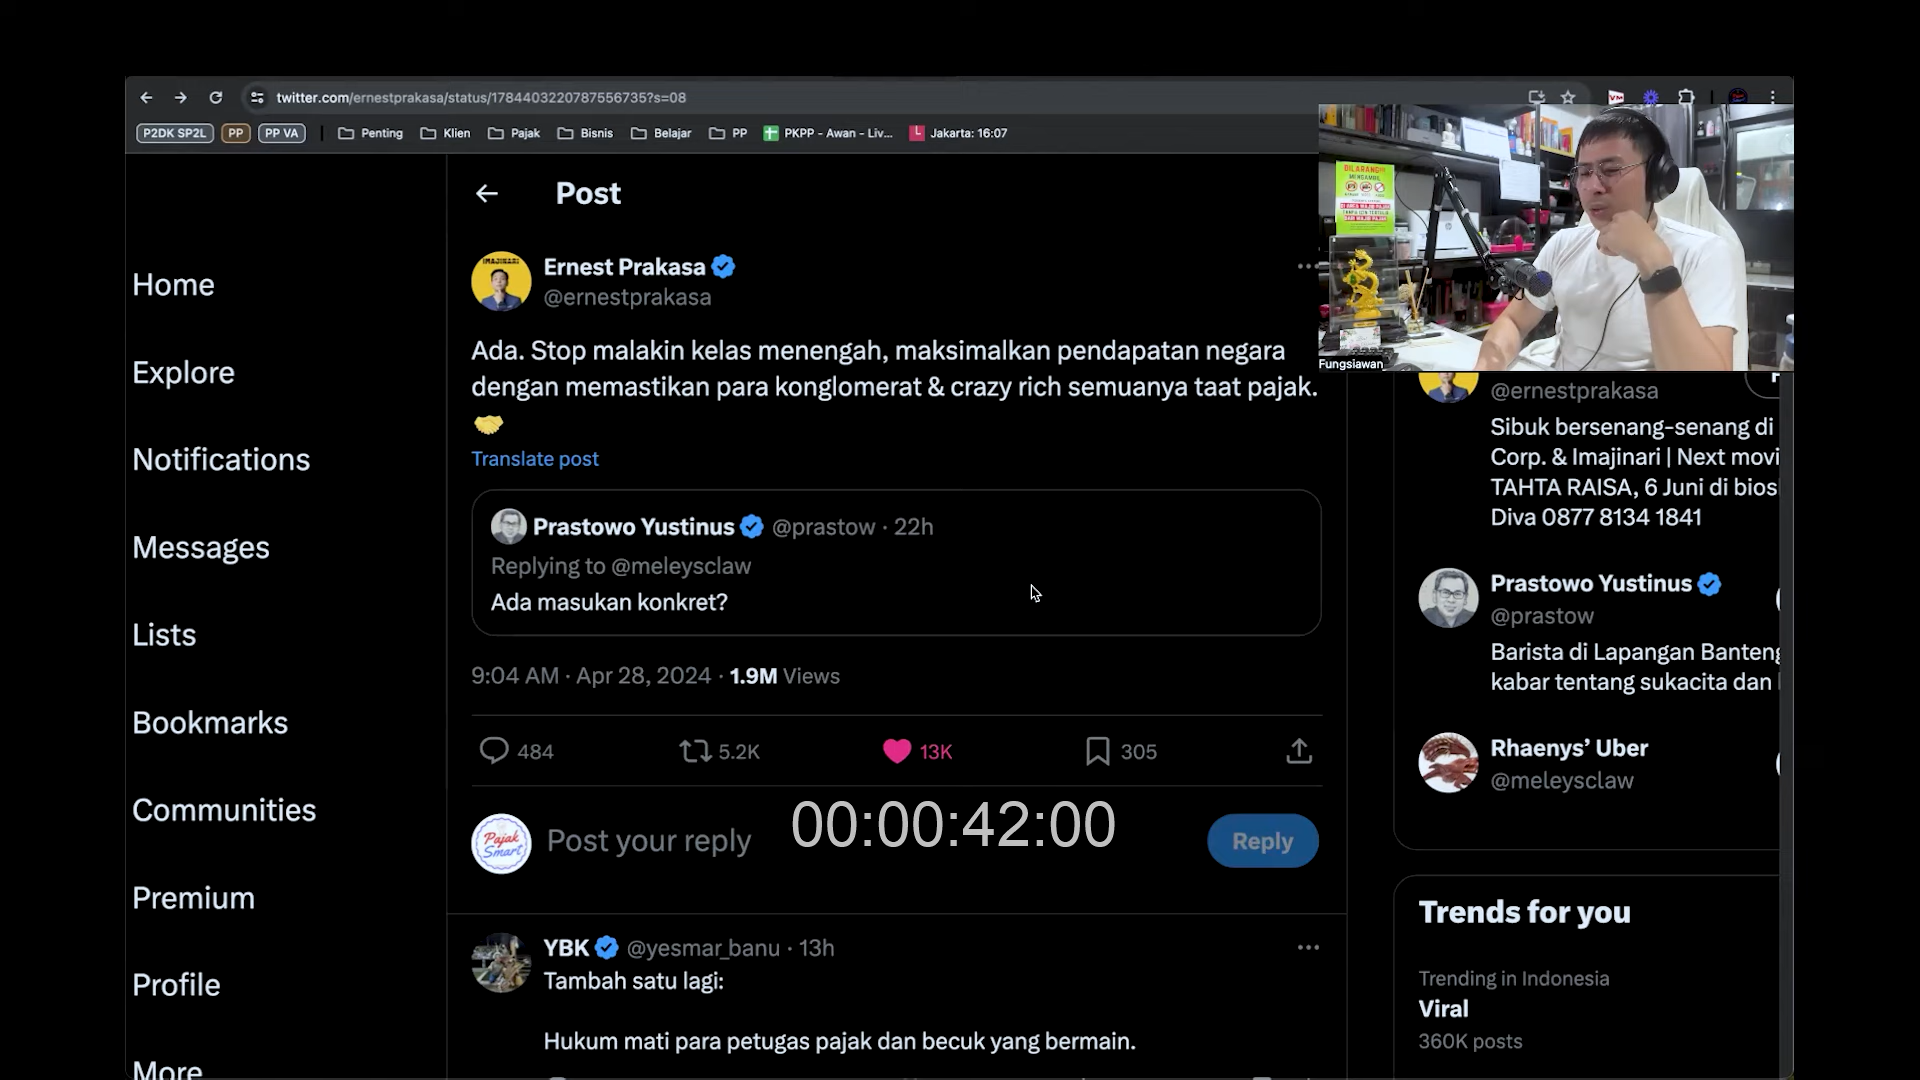 twitter.com/ernestprakasa/status/1784403220787556735?s=08
P2DK SP2L PP PP VA Penting Klien Pajak Bisnis Belajar PP PKPP - Awan - Liv... Jakarta: 16:07
Home
Explore
Notifications
Messages
Lists
Bookmarks
Communities
Premium
Profile
More
Post
Ernest Prakasa
@ernestprakasa
Ada. Stop malakin kelas menengah, maksimalkan pendapatan negara
dengan memastikan para konglomerat & crazy rich semuanya taat pajak.
Translate post
Prastowo Yustinus @prastow · 22h
Replying to @meleysclaw
Ada masukan konkret?
9:04 AM · Apr 28, 2024 · 1.9M Views
484 5.2K 13K 305
Pajak
Smart
Post your reply
00:00:42:00
Reply
YBK @yesmar_banu · 13h
Tambah satu lagi:
Hukum mati para petugas pajak dan becuk yang bermain.
DILARANG!!!
MENGAMBIL
Fungsiawan
@ernestprakasa
Sibuk bersenang-senang di
Corp. & Imajinari | Next movi
TAHTA RAISA, 6 Juni di bios
Diva 0877 8134 1841
Prastowo Yustinus
@prastow
Barista di Lapangan Banteng
kabar tentang sukacita dan
Rhaenys' Uber
@meleysclaw
Trends for you
Trending in Indonesia
Viral
360K posts